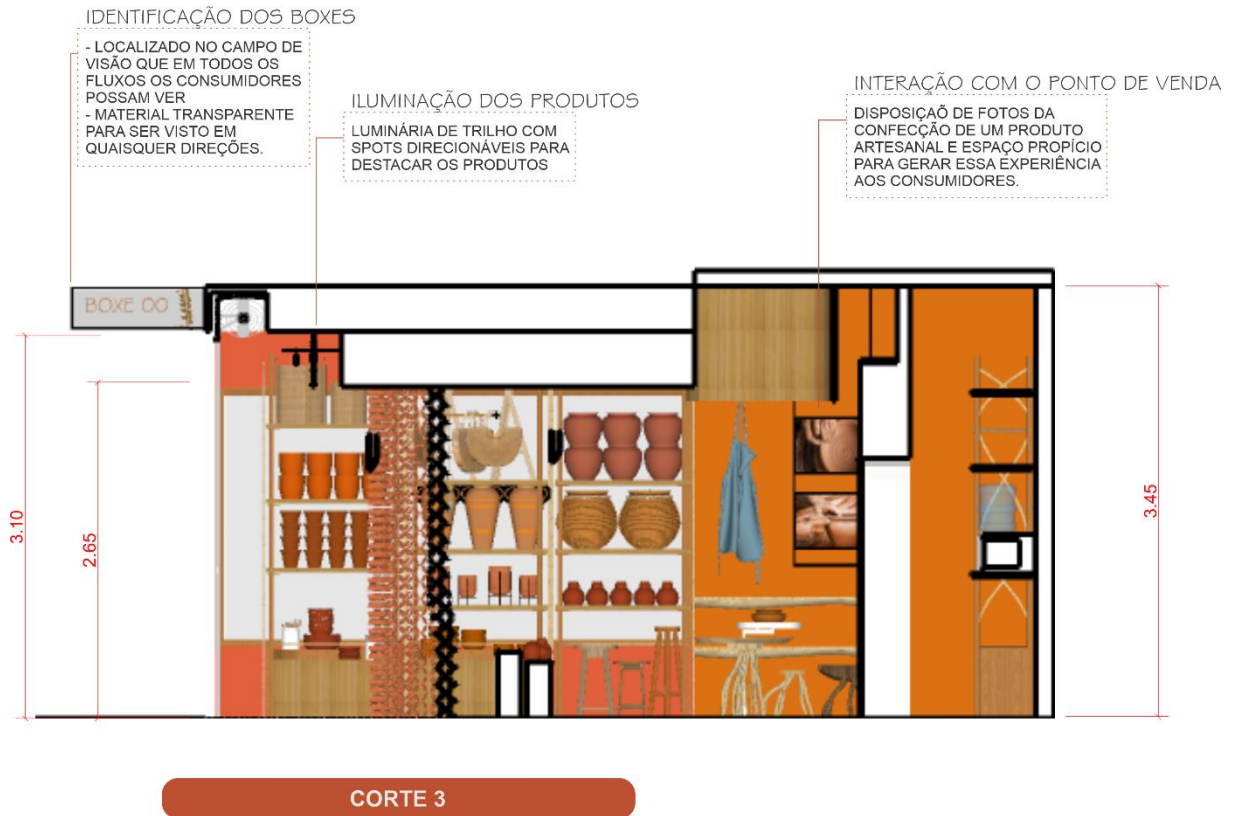 IDENTIFICAÇÃO DOS BOXES
- LOCALIZADO NO CAMPO DE
VISÃO QUE EM TODOS OS
FLUXOS OS CONSUMIDORES
POSSAM VER
- MATERIAL TRANSPARENTE
PARA SER VISTO EM
QUAISQUER DIREÇÕES.
ILUMINAÇÃO DOS PRODUTOS
LUMINÁRIA DE TRILHO COM
SPOTS DIRECIONÁVEIS PARA
DESTACAR OS PRODUTOS
INTERAÇÃO COM O PONTO DE VENDA
DISPOSIÇAÕ DE FOTOS DA
CONFECÇÃO DE UM PRODUTO
ARTESANAL E ESPAÇO PROPÍCIO
PARA GERAR ESSA EXPERIÊNCIA
AOS CONSUMIDORES.
BOXE 00
3.10
2.65
3.45
CORTE 3